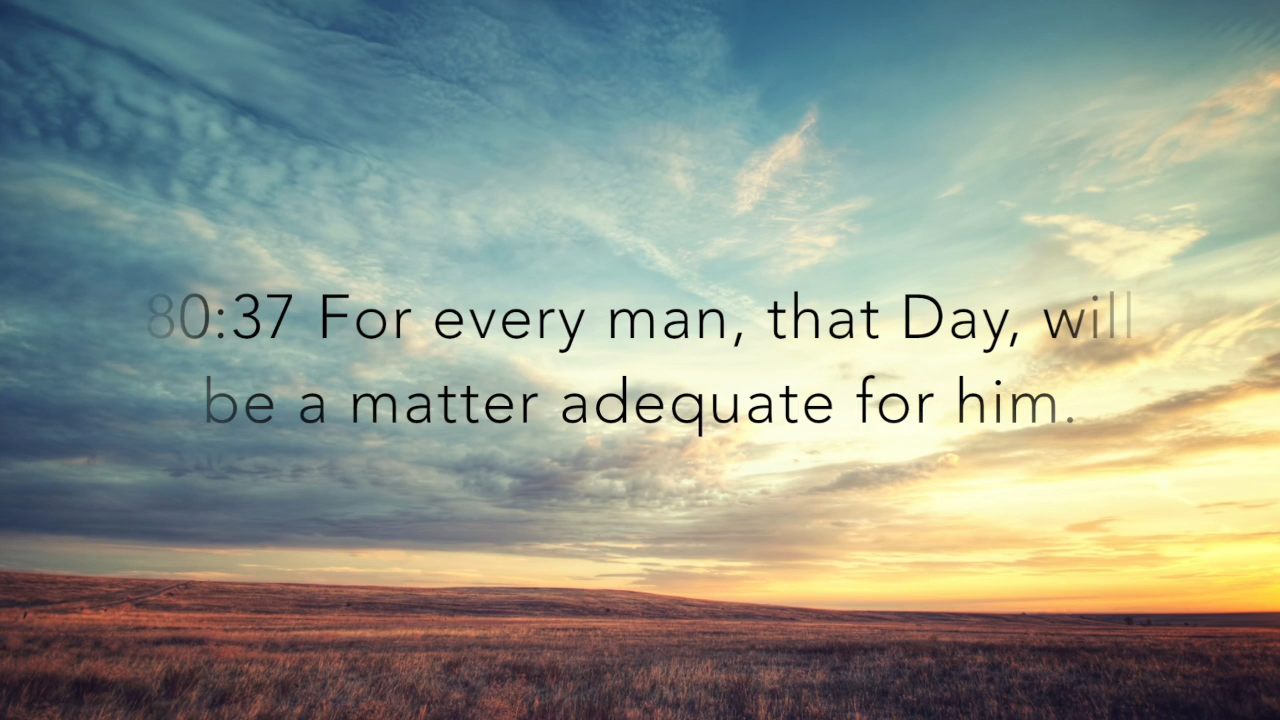 80:37 For every man, that Day, will
be a matter adequate for him.